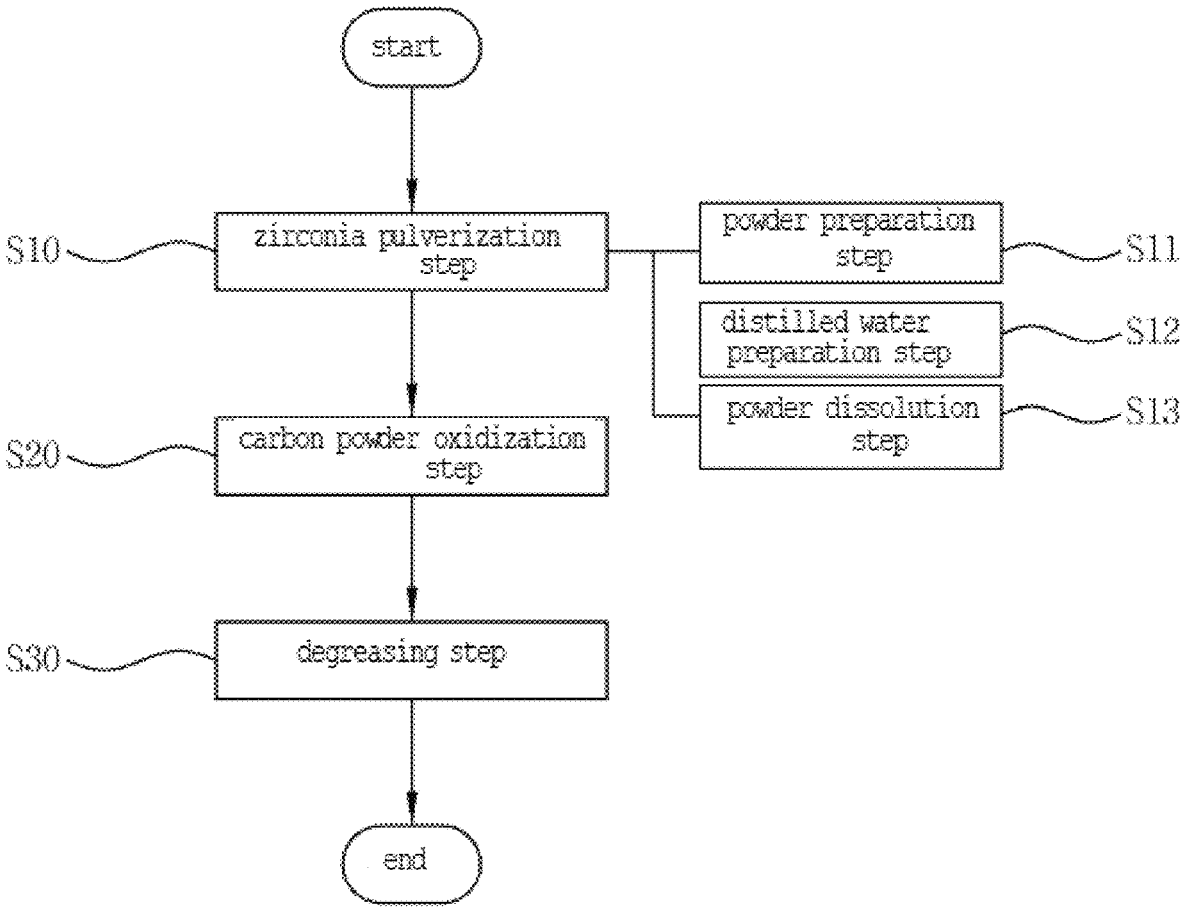 start
S10
zirconia pulverization
step
powder preparation
step
S11
distilled water
preparation step
S12
powder dissolution
step
S13
S20
carbon powder oxidization
step
S30
degreasing step
end